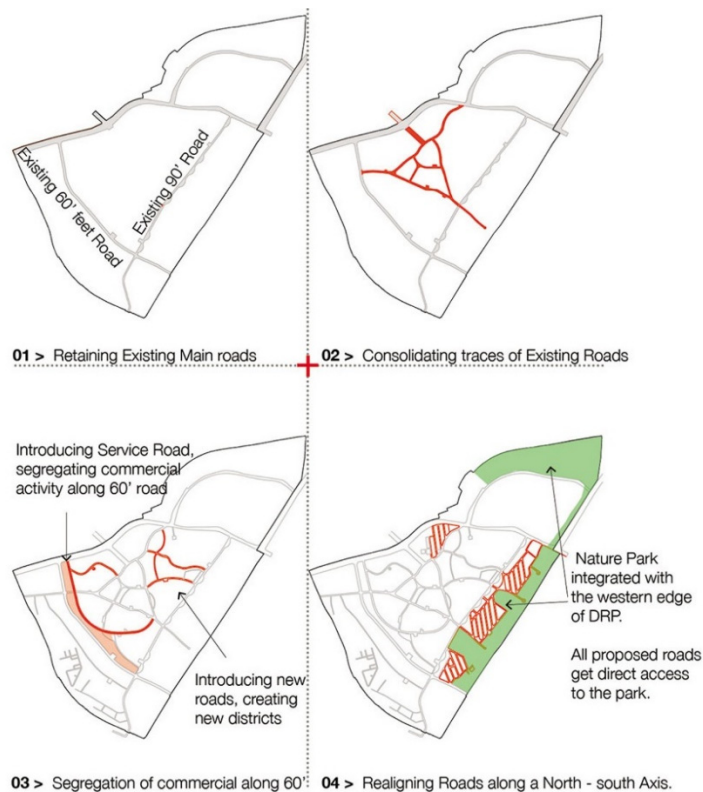 Existing 60' feet Road
Existing 90' Road
01 > Retaining Existing Main roads
02 > Consolidating traces of Existing Roads
Introducing Service Road,
segregating commercial
activity along 60' road
Introducing new
roads, creating
new districts
03 > Segregation of commercial along 60'
Nature Park
integrated with
the western edge
of DRP.
All proposed roads
get direct access
to the park.
04 > Realigning Roads along a North - south Axis.